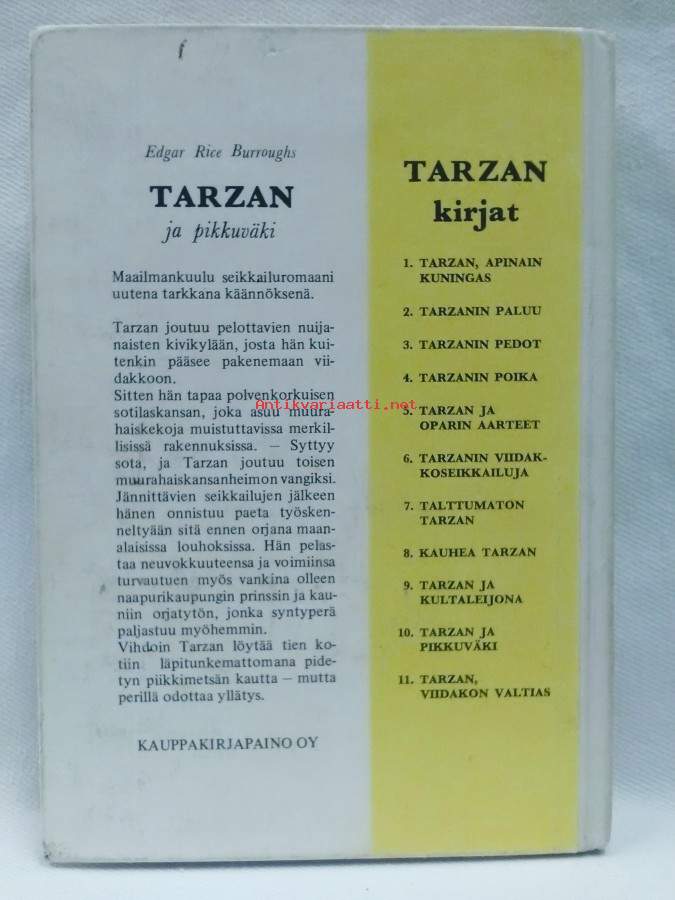 Edgar Rice Burroughs
TARZAN
ja pikkuväki
Maailmankuulu seikkailuromaani
uutena tarkkana käännöksenä.
Tarzan joutuu pelottavien nuija-
naisten kivikylään, josta hän kui-
tenkin pääsee pakenemaan vii-
dakkoon.
Sitten hän tapaa polvenkorkuisen
sotilaskansan, joka asuu muura-
haiskekoja muistuttavissa merkil-
lisissä rakennuksissa. – Syttyy
sota, ja Tarzan joutuu toisen
muurahaiskansanheimon vangiksi.
Jännittävien seikkailujen jälkeen
hänen onnistuu paeta työsken-
neltyään sitä ennen orjana maan-
alaisissa louhoksissa. Hän pelas-
taa neuvokkuuteensa ja voimiinsa
turvautuen myös vankina olleen
naapurikaupungin prinssin ja kau-
niin orjatytön, jonka syntyperä
paljastuu myöhemmin.
Vihdoin Tarzan löytää tien ko-
tiin läpitunkemattomana pide-
tyn piikkimetsän kautta – mutta
perillä odottaa yllätys.
KAUPPAKIRJAPAINO OY
TARZAN
kirjat
1. TARZAN, APINAIN
KUNINGAS
2. TARZANIN PALUU
3. TARZANIN PEDOT
4. TARZANIN POIKA
5. TARZAN JA
OPARIN AARTEET
6. TARZANIN VIIDAK-
KOSEIKKAILUJA
7. TALTTUMATON
TARZAN
8. KAUHEA TARZAN
9. TARZAN JA
KULTALEIJONA
10. TARZAN JA
PIKKUVÄKI
11. TARZAN,
VIIDAKON VALTIAS
Antikvariaatti.net